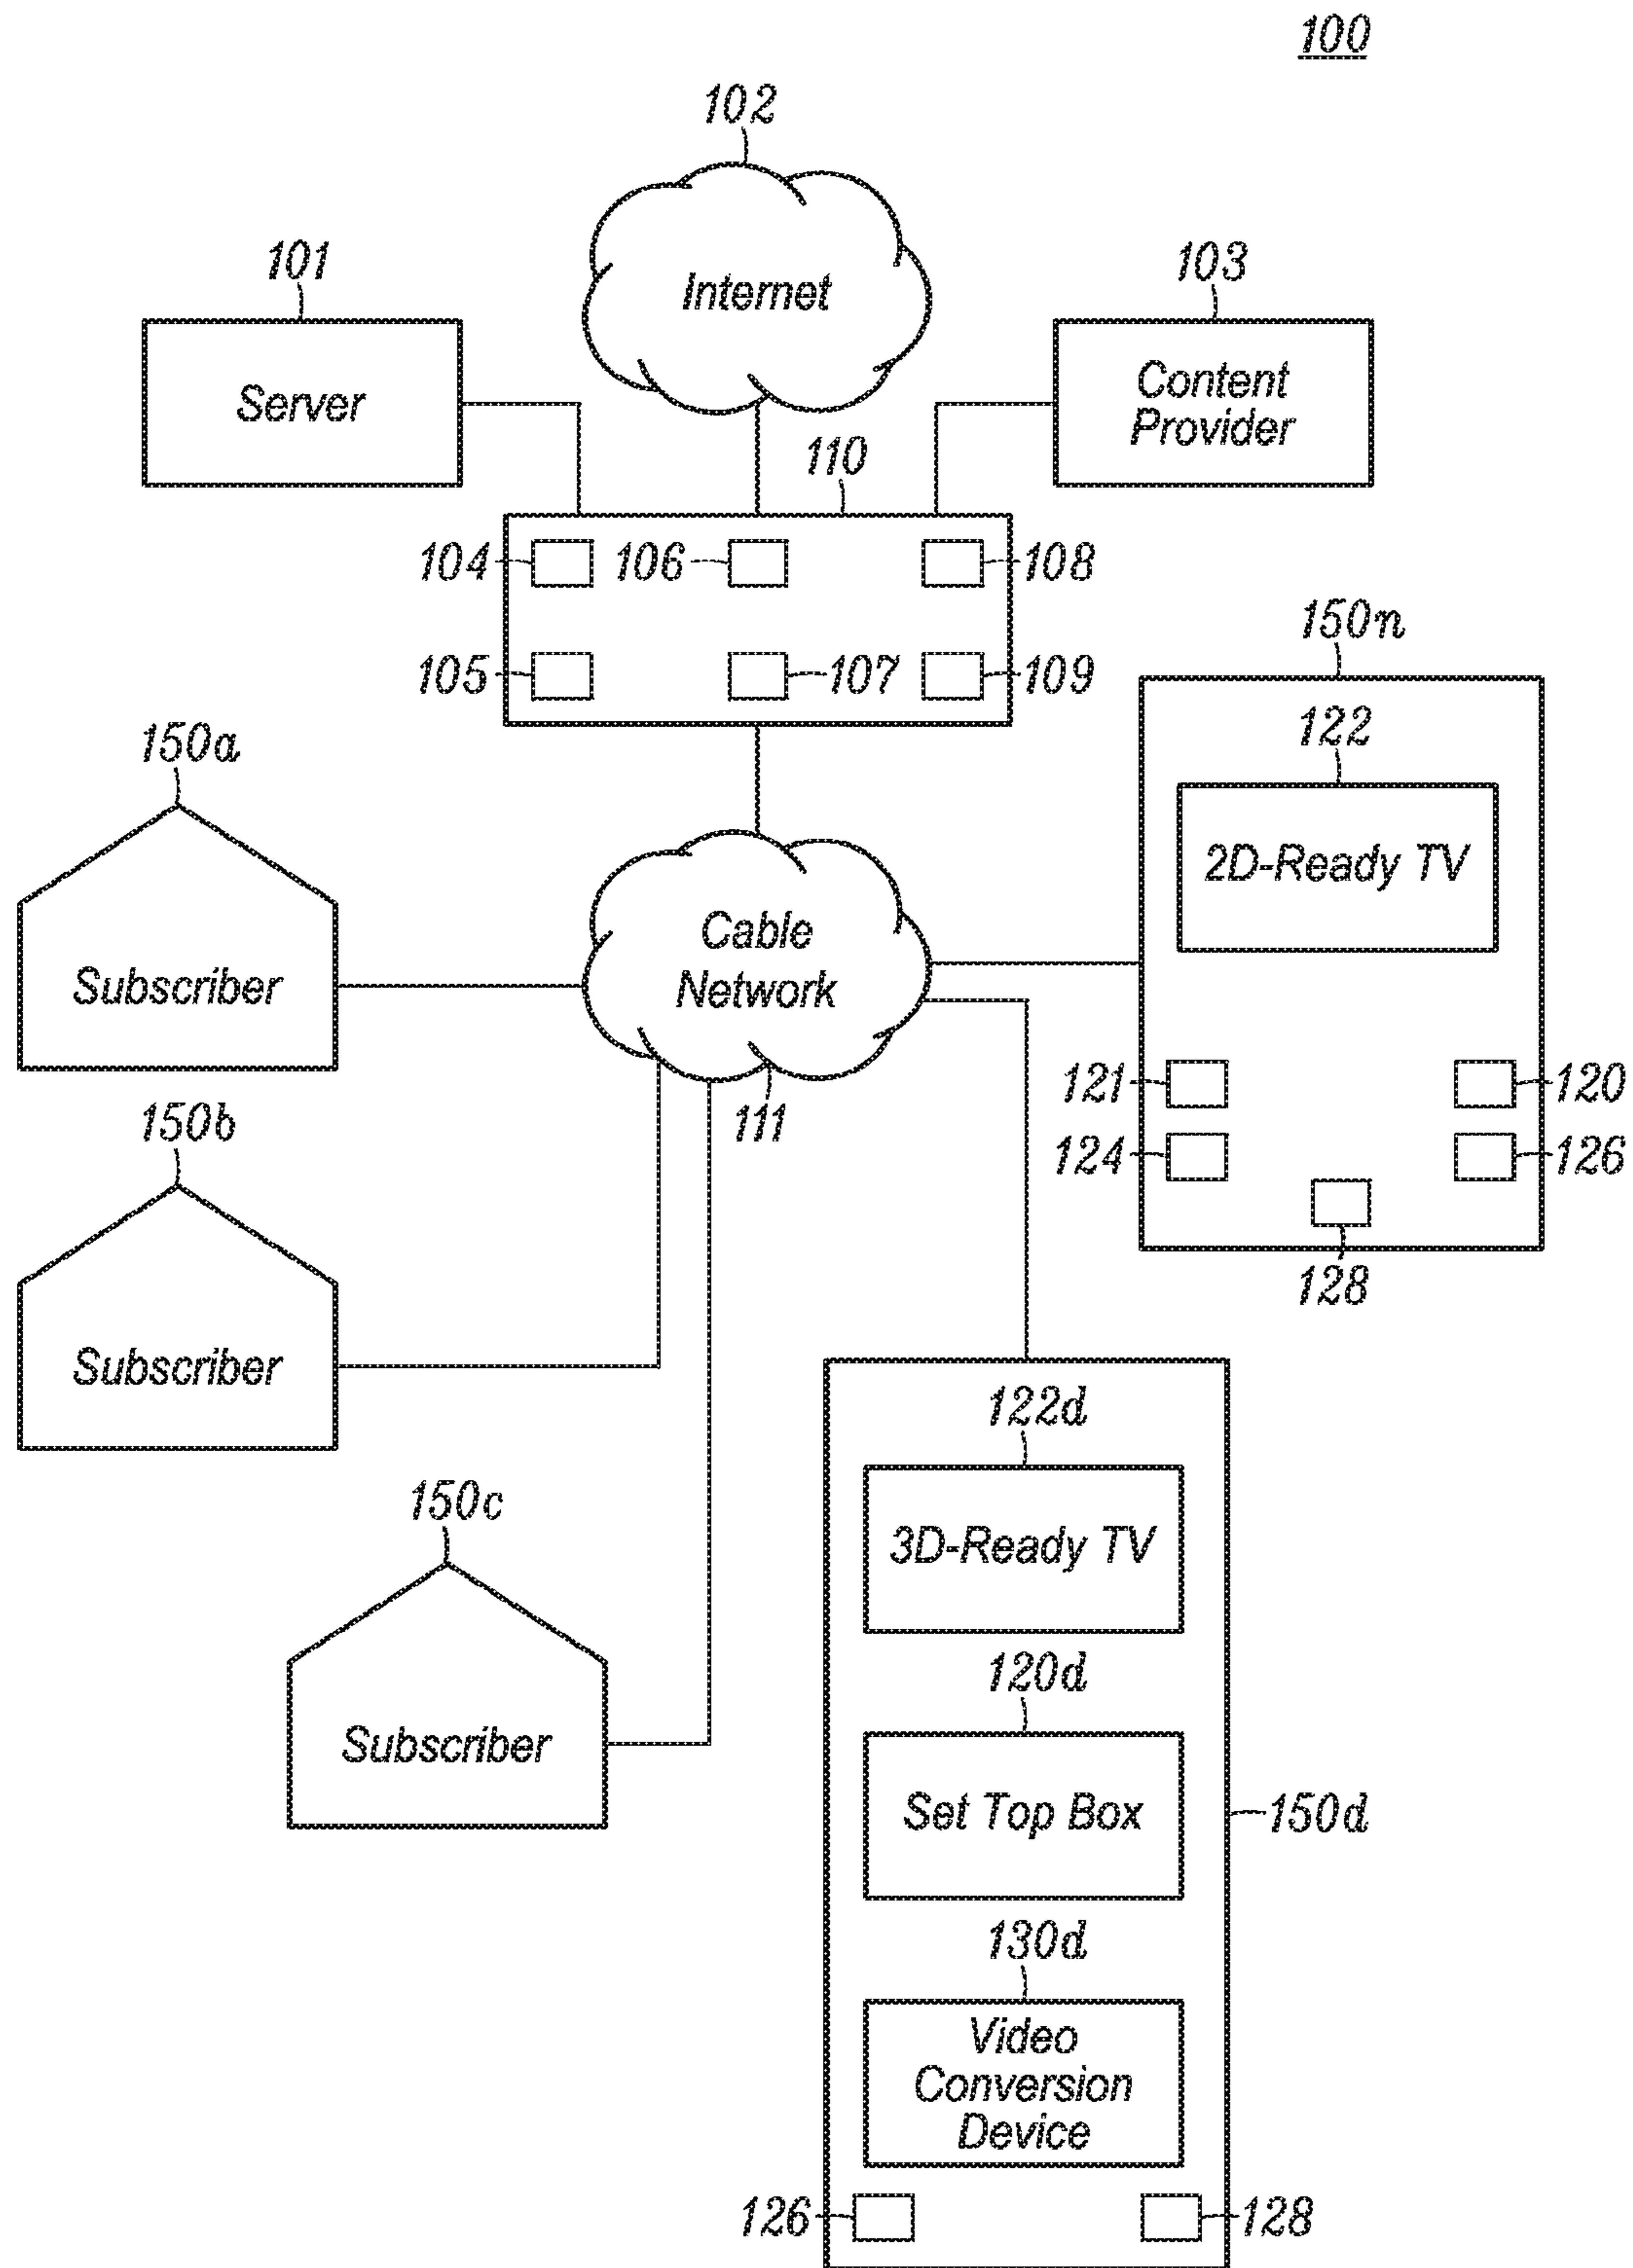 100
102
Internet
101
Server
103
Content
Provider
110
104
106
108
105
107
109
150n
122
2D-Ready TV
150a
Subscriber
Cable
Network
111
121
120
124
126
128
150b
Subscriber
122d
3D-Ready TV
150c
Subscriber
120d
Set Top Box
150d
130d
Video
Conversion
Device
126
128